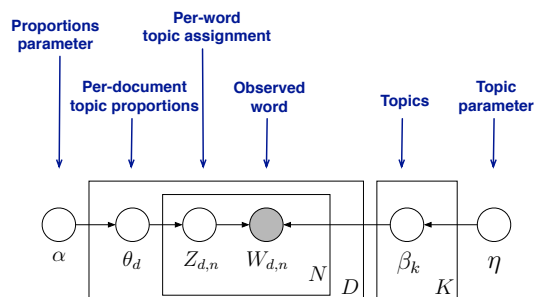 Proportions
parameter
Per-word
topic assignment
Per-document
topic proportions
Observed
word
Topics
Topic
parameter
α
θd
Zd,n
Wd,n
N
D
βk
K
η